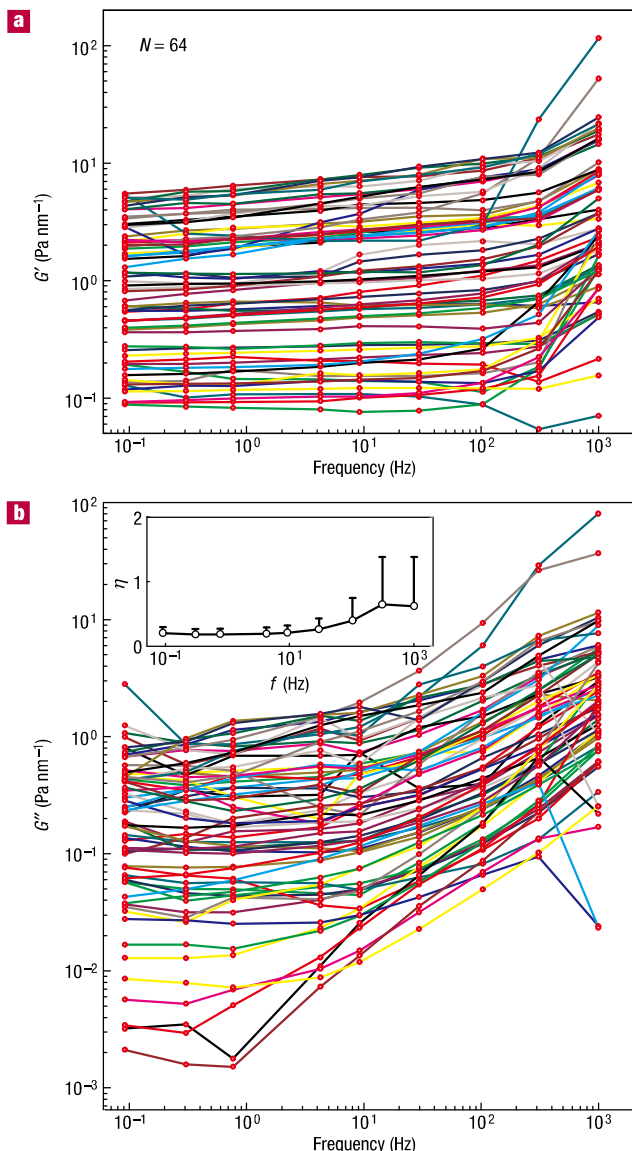 a
N = 64
10²
10¹
10⁰
10⁻¹
G′ (Pa nm⁻¹)
10⁻¹ 10⁰ 10¹ 10² 10³
Frequency (Hz)
b
10²
10¹
10⁰
10⁻¹
10⁻²
10⁻³
G″ (Pa nm⁻¹)
2
1
0
η
10⁻¹ 10¹ 10³
f (Hz)
10⁻¹ 10⁰ 10¹ 10² 10³
Frequency (Hz)